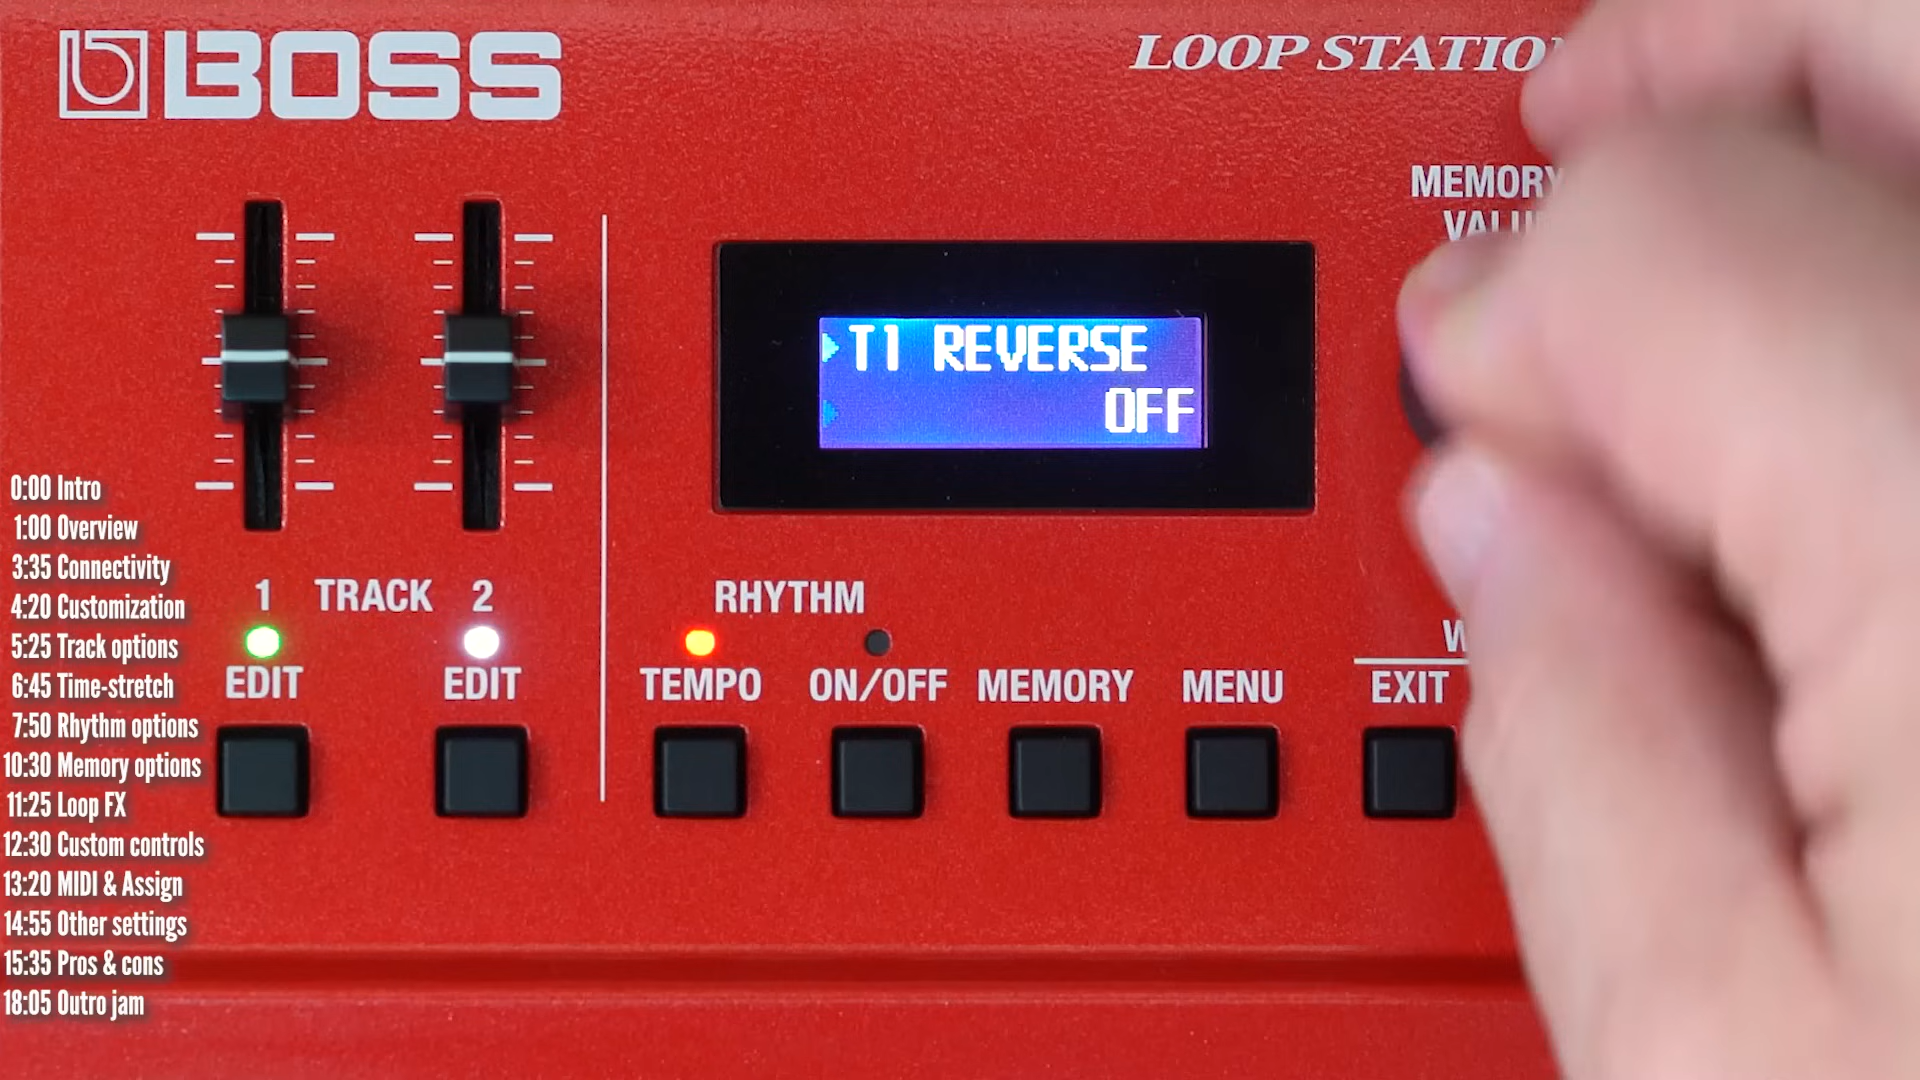 BOSS
LOOP STATIO
MEMORY
VALU
T1 REVERSE
OFF
1 TRACK 2
EDIT EDIT
RHYTHM
TEMPO ON/OFF MEMORY MENU EXIT
0:00 Intro
1:00 Overview
3:35 Connectivity
4:20 Customization
5:25 Track options
6:45 Time-stretch
7:50 Rhythm options
10:30 Memory options
11:25 Loop FX
12:30 Custom controls
13:20 MIDI & Assign
14:55 Other settings
15:35 Pros & cons
18:05 Outro jam